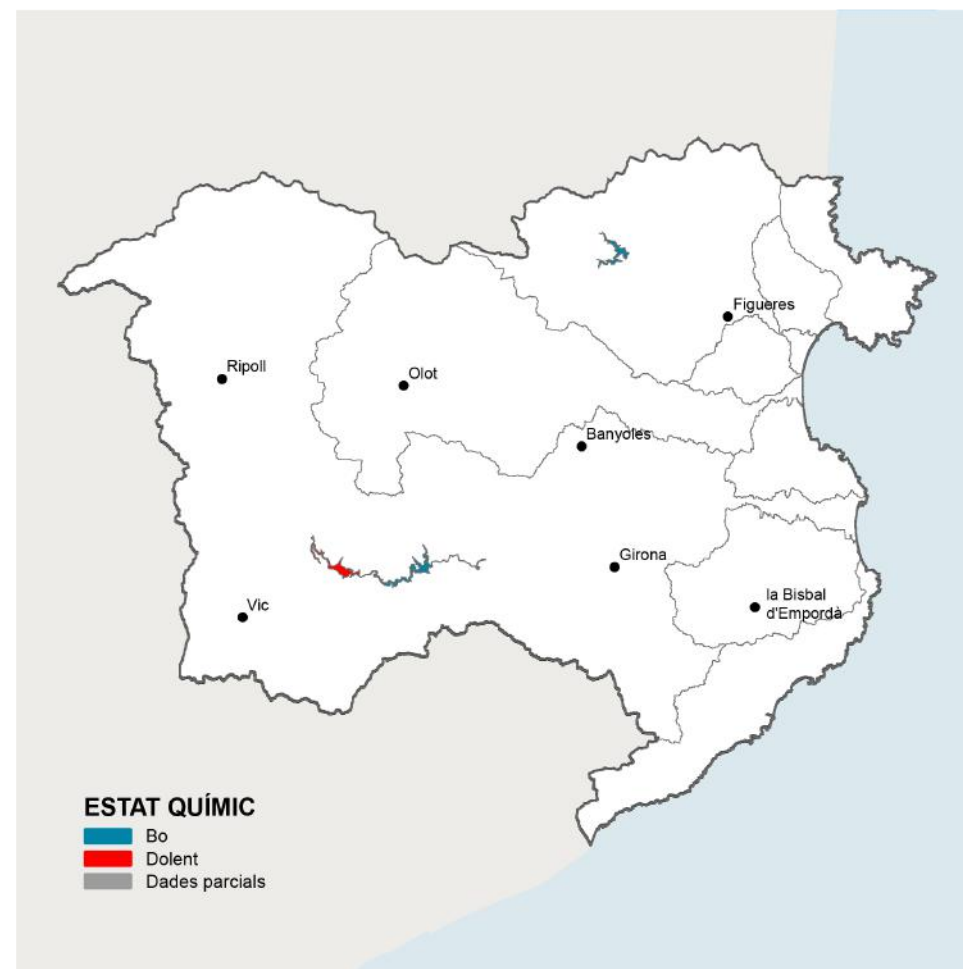 Figueres
Ripoll
Olot
Banyoles
Girona
la Bisbal
d'Empordà
Vic
ESTAT QUÍMIC
Bo
Dolent
Dades parcials